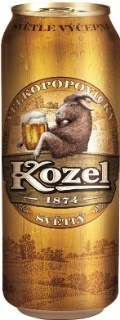 SVĚTLÉ VÝČEPNÍ
VELKOPOPOVICKÝ
Kozel
1874
SVĚTLÝ